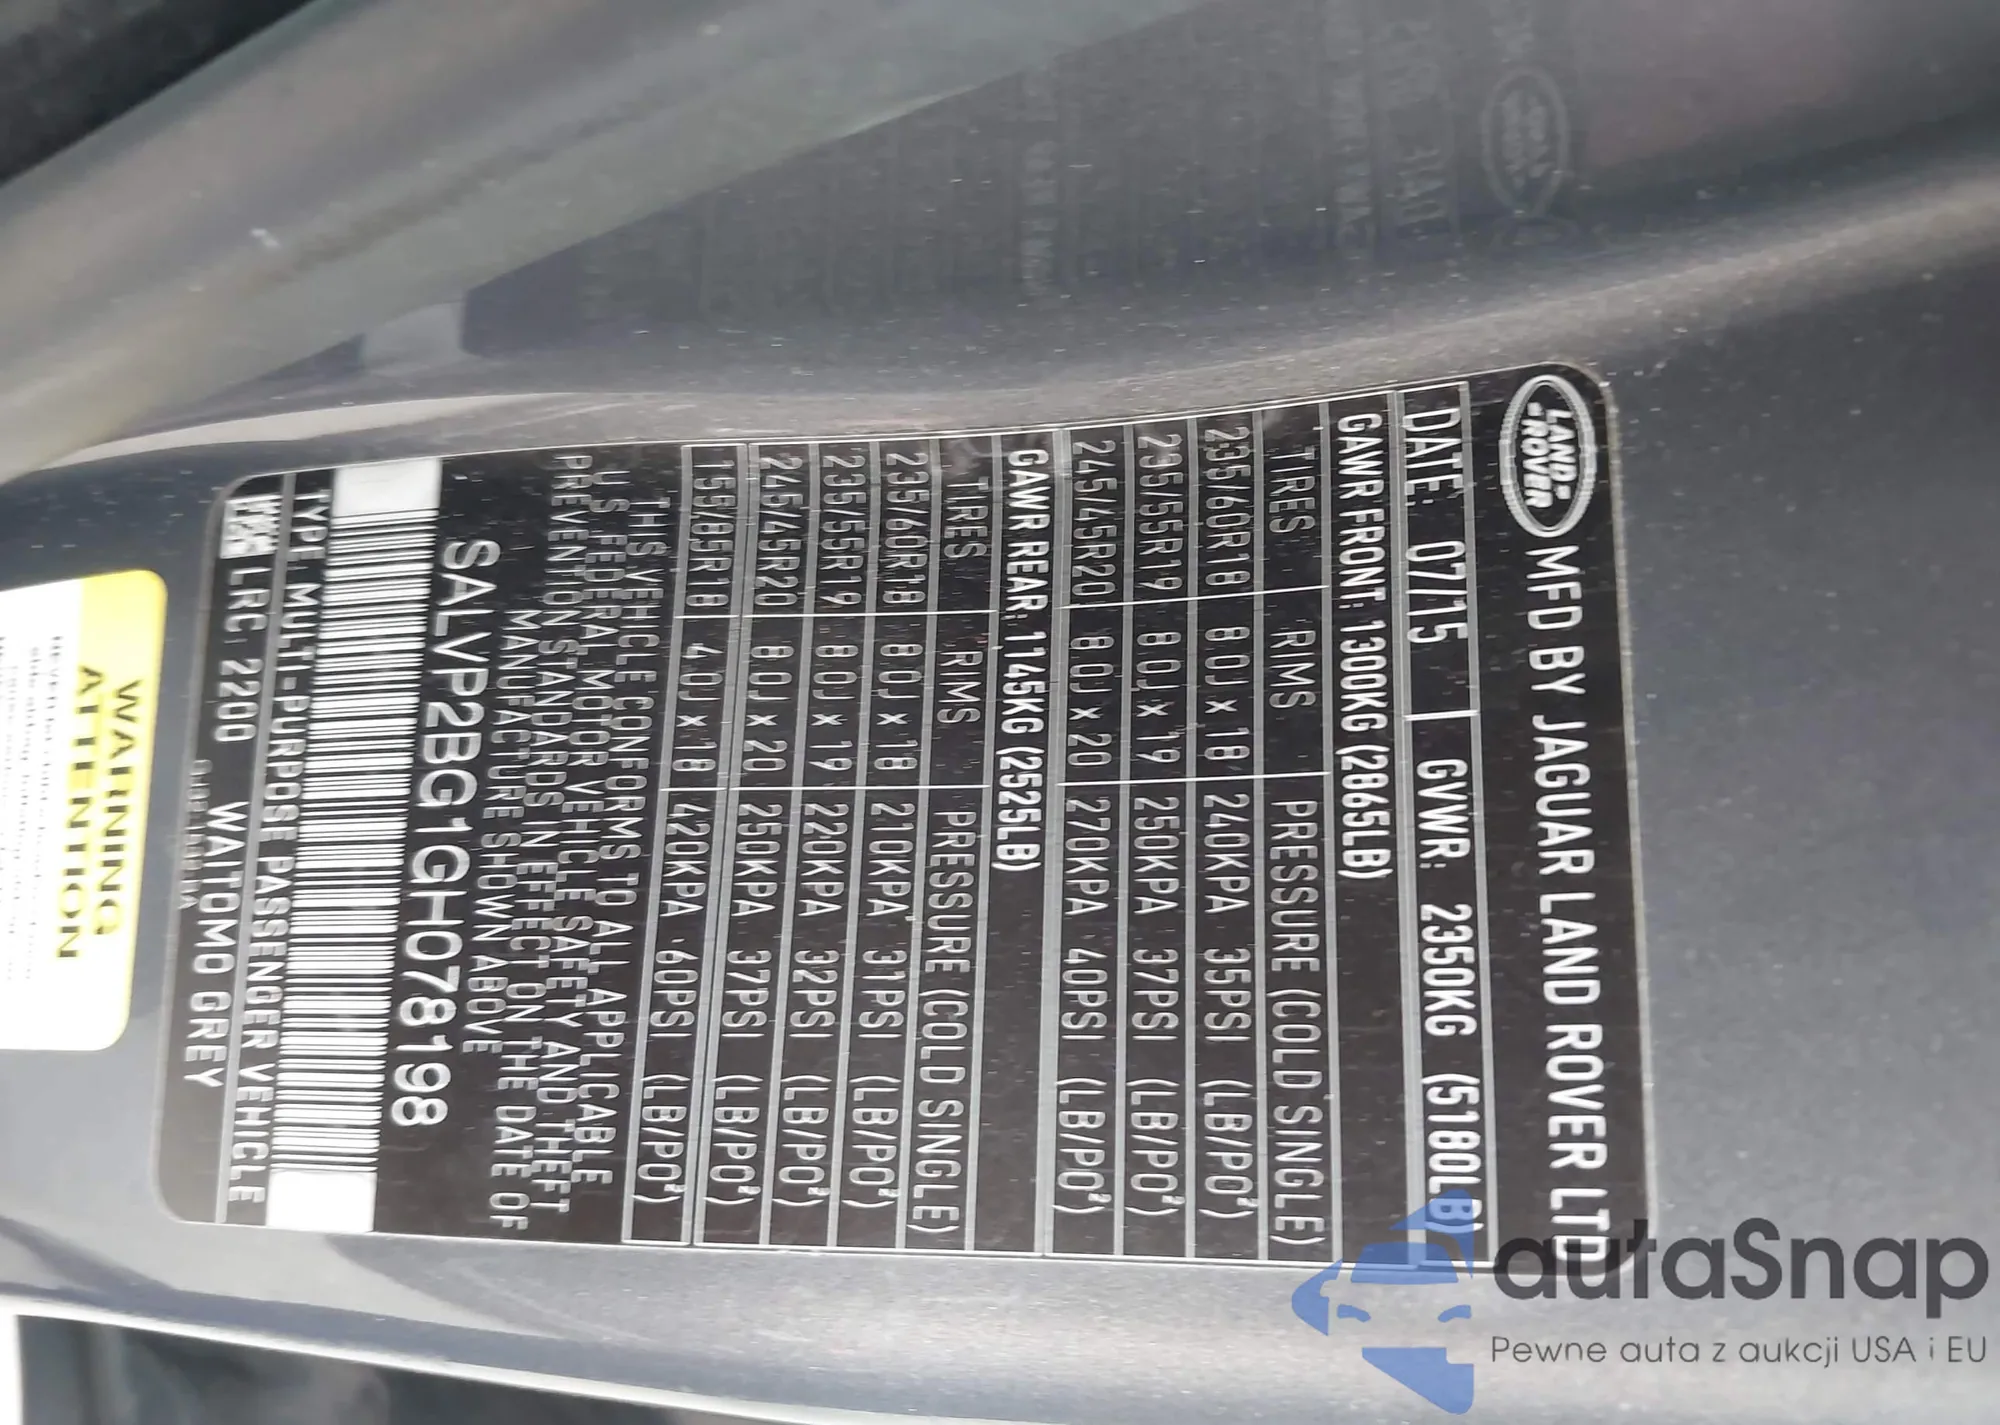 LAND-
-ROVER
MFD BY JAGUAR LAND ROVER LTD
DATE: 07/15 GVWR: 2350KG (5180LB)
GAWR FRONT: 1300KG (2865LB)
TIRES RIMS PRESSURE (COLD SINGLE)
235/60R18 8.0J x 18 240KPA 35PSI (LB/PO²)
235/55R19 8.0J x 19 250KPA 37PSI (LB/PO²)
245/45R20 8.0J x 20 270KPA 40PSI (LB/PO²)
GAWR REAR: 1145KG (2525LB)
TIRES RIMS PRESSURE (COLD SINGLE)
235/60R18 8.0J x 18 210KPA 31PSI (LB/PO²)
235/55R19 8.0J x 19 220KPA 32PSI (LB/PO²)
245/45R20 8.0J x 20 250KPA 37PSI (LB/PO²)
155/85R18 4.0J x 18 420KPA 60PSI (LB/PO²)
THIS VEHICLE CONFORMS TO ALL APPLICABLE
U.S FEDERAL MOTOR VEHICLE SAFETY AND THEFT
PREVENTION STANDARDS IN EFFECT ON THE DATE OF
MANUFACTURE SHOWN ABOVE
SALVP2BG1GH078198
TYPE: MULTI-PURPOSE PASSENGER VEHICLE
LRC 2200 WAITOMO GREY
WARNING
ATTENTION
autaSnap
Pewne auta z aukcji USA i EU